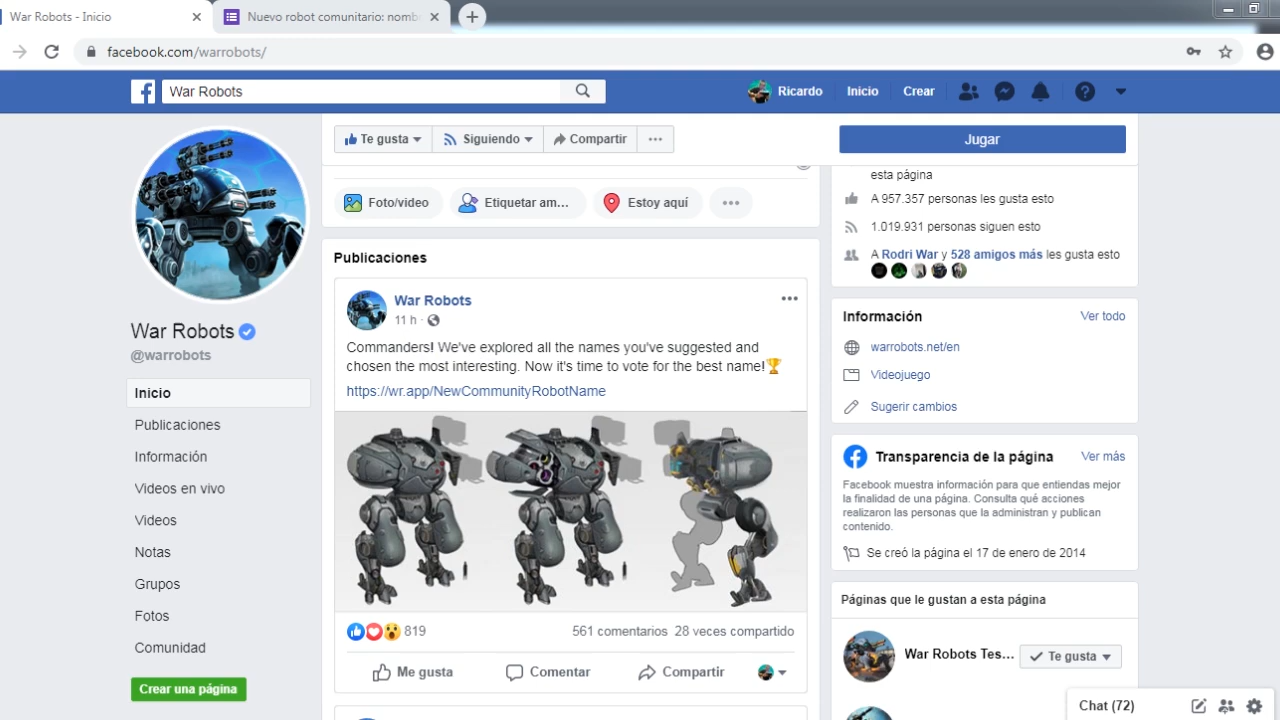 War Robots - Inicio
Nuevo robot comunitario: nomb
facebook.com/warrobots/
War Robots
Ricardo
Inicio
Crear
Te gusta
Siguiendo
Compartir
Jugar
Foto/video
Etiquetar am...
Estoy aquí
War Robots
@warrobots
Inicio
Publicaciones
Información
Videos en vivo
Videos
Notas
Grupos
Fotos
Comunidad
Crear una página
Publicaciones
War Robots
11 h ·
Commanders! We've explored all the names you've suggested and
chosen the most interesting. Now it's time to vote for the best name!🏆
https://wr.app/NewCommunityRobotName
819
561 comentarios 28 veces compartido
Me gusta
Comentar
Compartir
esta página
A 957.357 personas les gusta esto
1.019.931 personas siguen esto
A Rodri War y 528 amigos más les gusta esto
Información
Ver todo
warrobots.net/en
Videojuego
Sugerir cambios
Transparencia de la página
Ver más
Facebook muestra información para que entiendas mejor
la finalidad de una página. Consulta qué acciones
realizaron las personas que la administran y publican
contenido.
Se creó la página el 17 de enero de 2014
Páginas que le gustan a esta página
War Robots Tes...
Te gusta
Chat (72)